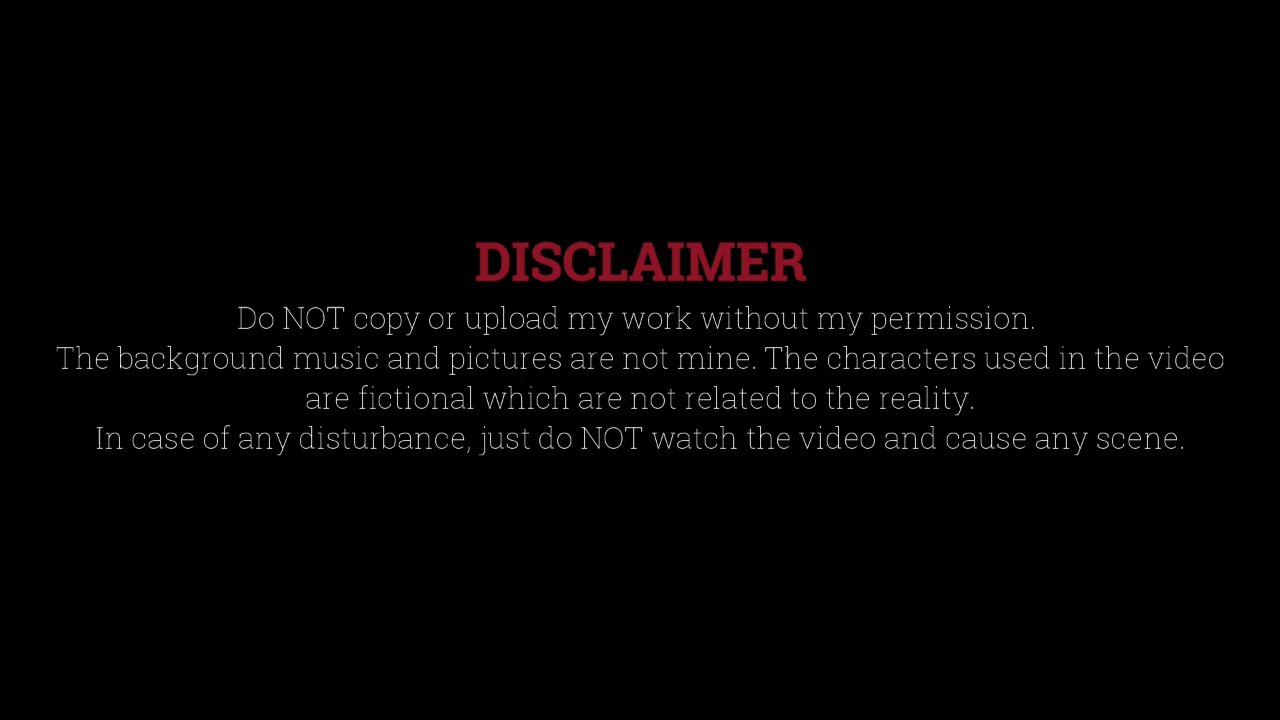 DISCLAIMER
Do NOT copy or upload my work without my permission.
The background music and pictures are not mine. The characters used in the video
are fictional which are not related to the reality.
In case of any disturbance, just do NOT watch the video and cause any scene.